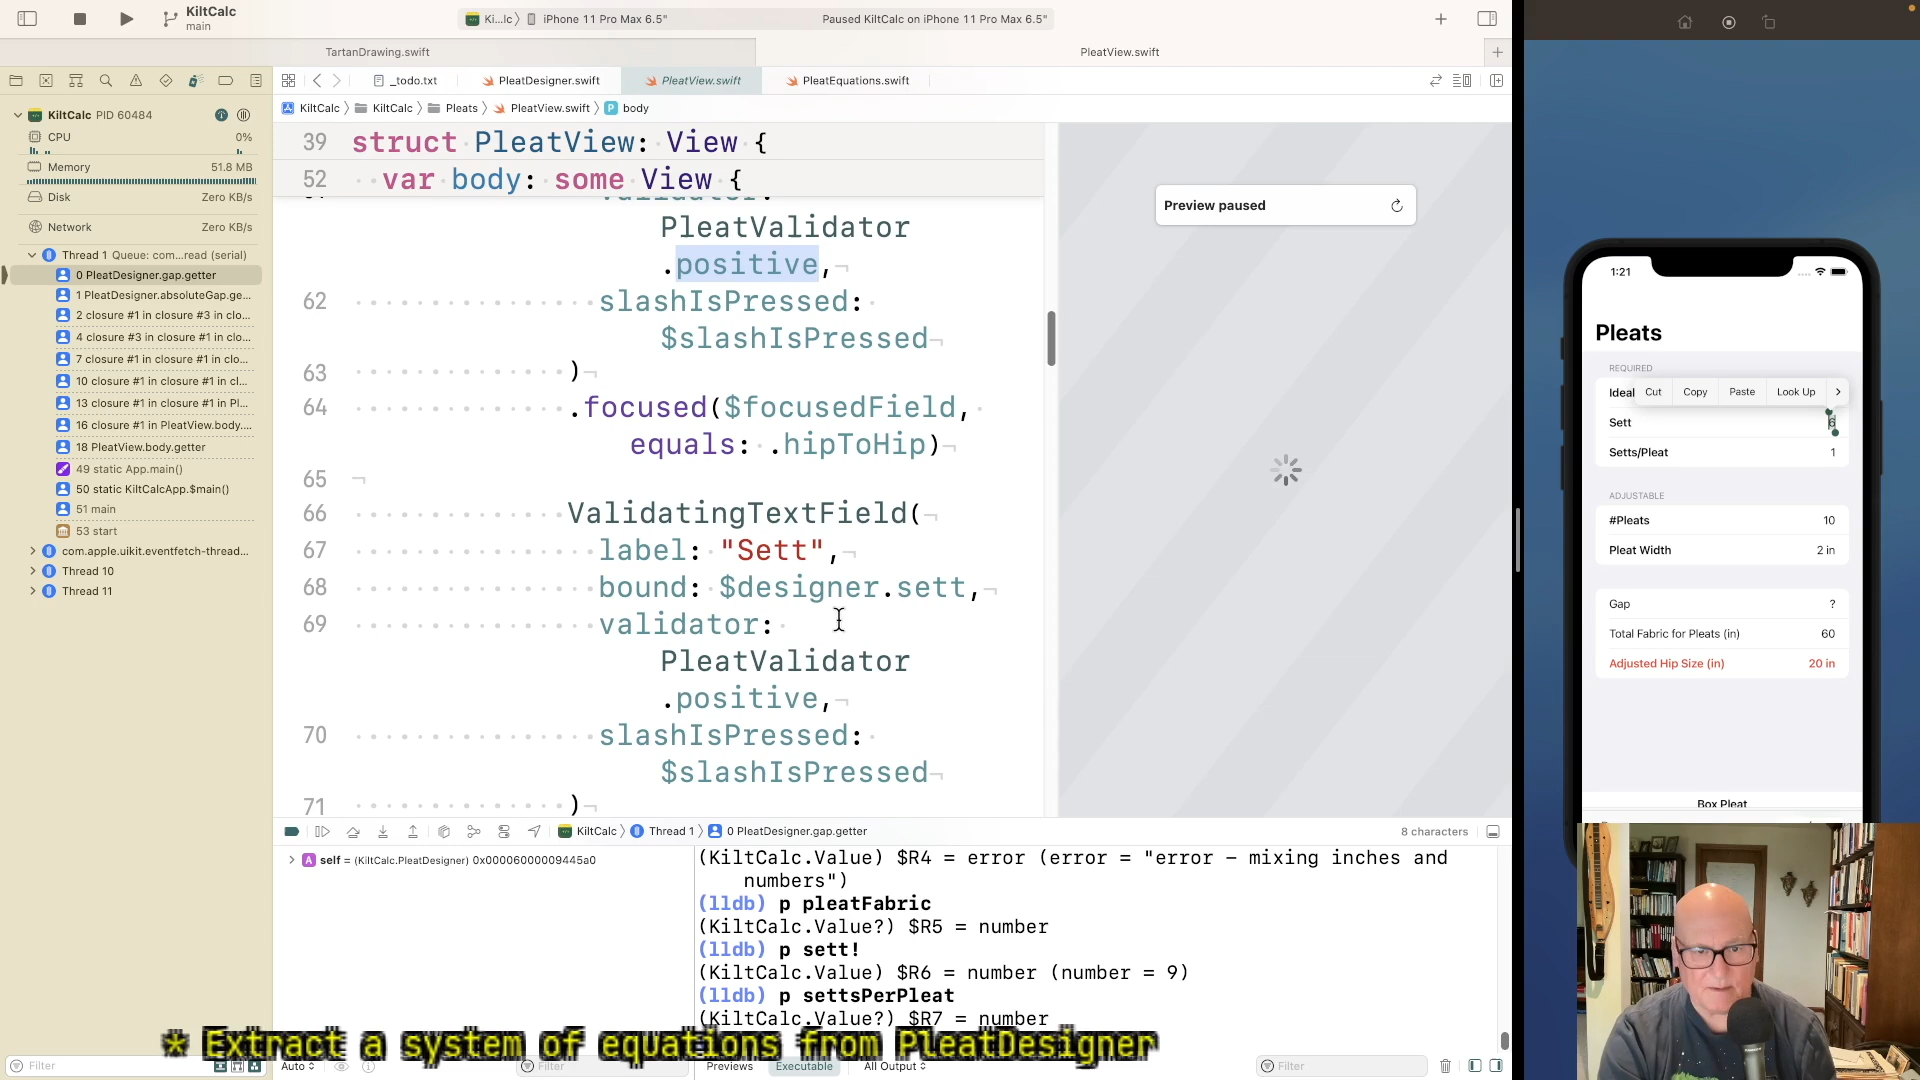 KiltCalc
main
Ki...lc
iPhone 11 Pro Max 6.5"
Paused KiltCalc on iPhone 11 Pro Max 6.5"
TartanDrawing.swift
PleatView.swift
_todo.txt
PleatDesigner.swift
PleatView.swift
PleatEquations.swift
KiltCalc
KiltCalc
Pleats
PleatView.swift
body
KiltCalc PID 60484
CPU 0%
Memory 51.8 MB
Disk Zero KB/s
Network Zero KB/s
Thread 1 Queue: com...read (serial)
0 PleatDesigner.gap.getter
1 PleatDesigner.absoluteGap.ge...
2 closure #1 in closure #3 in clo...
4 closure #3 in closure #1 in clo...
7 closure #1 in closure #1 in clo...
10 closure #1 in closure #1 in cl...
13 closure #1 in closure #1 in Pl...
16 closure #1 in PleatView.body....
18 PleatView.body.getter
49 static App.main()
50 static KiltCalcApp.$main()
51 main
53 start
com.apple.uikit.eventfetch-thread...
Thread 10
Thread 11
39 struct PleatView: View {
52 var body: some View {
PleatValidator
.positive,
62 slashIsPressed:
$slashIsPressed
63 )
64 .focused($focusedField,
equals: .hipToHip)
65
66 ValidatingTextField(
67 label: "Sett",
68 bound: $designer.sett,
69 validator:
PleatValidator
.positive,
70 slashIsPressed:
$slashIsPressed
71 )
Preview paused
KiltCalc
Thread 1
0 PleatDesigner.gap.getter
8 characters
A self = (KiltCalc.PleatDesigner) 0x00006000009445a0
(KiltCalc.Value) $R4 = error (error = "error - mixing inches and
numbers")
(lldb) p pleatFabric
(KiltCalc.Value?) $R5 = number
(lldb) p sett!
(KiltCalc.Value) $R6 = number (number = 9)
(lldb) p settsPerPleat
(KiltCalc.Value?) $R7 = number
* Extract a system of equations from PleatDesigner
Filter
Auto
Filter
Previews
Executable
All Output
Filter
1:21
Pleats
REQUIRED
Ideal
Cut
Copy
Paste
Look Up
Sett
Setts/Pleat 1
ADJUSTABLE
#Pleats 10
Pleat Width 2 in
Gap ?
Total Fabric for Pleats (in) 60
Adjusted Hip Size (in) 20 in
Box Pleat